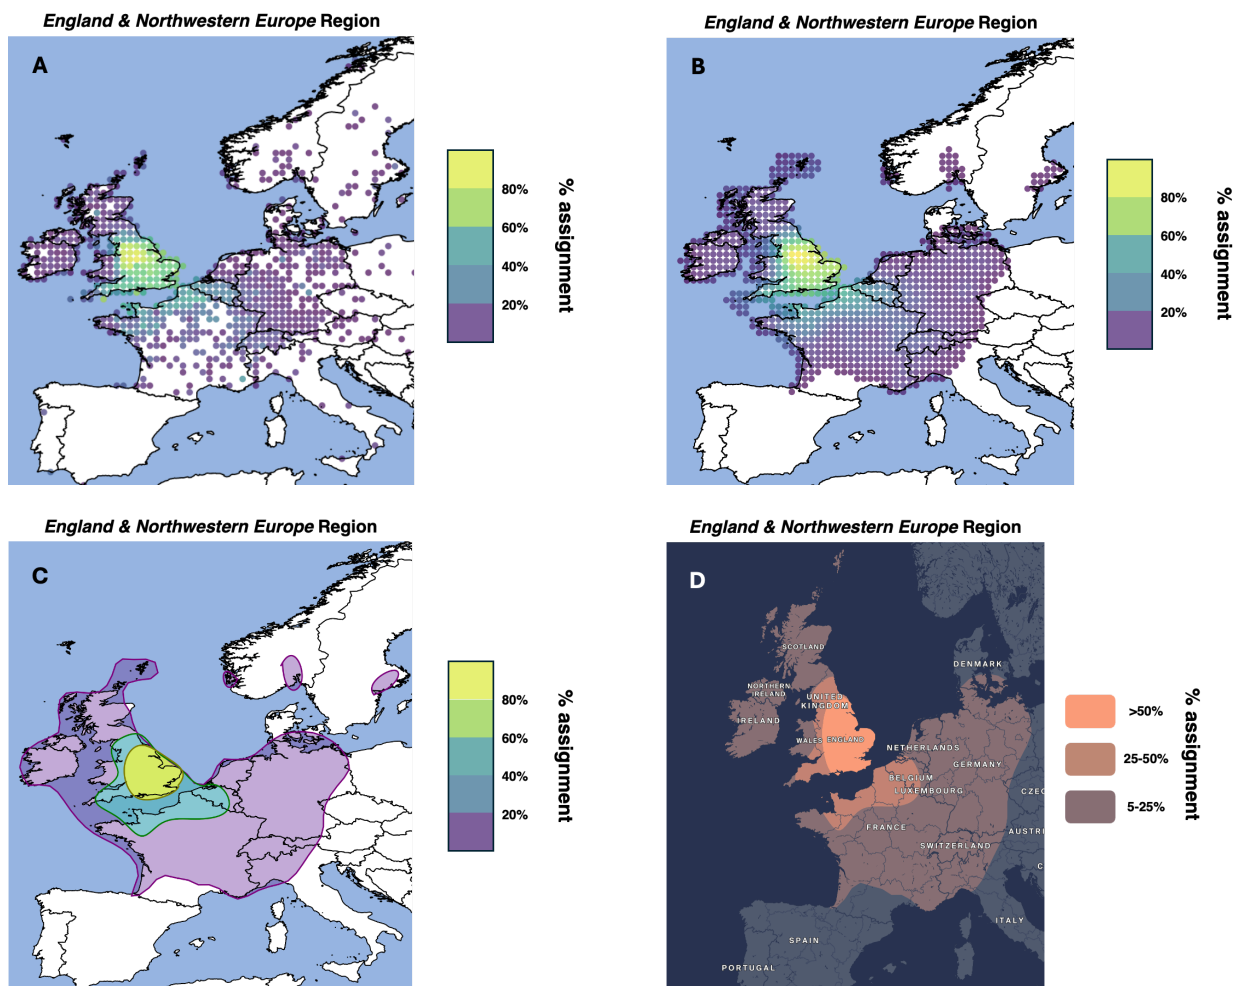 England & Northwestern Europe Region
A
80%
60%
40%
20%
% assignment
England & Northwestern Europe Region
B
80%
60%
40%
20%
% assignment
England & Northwestern Europe Region
C
80%
60%
40%
20%
% assignment
England & Northwestern Europe Region
D
SCOTLAND
DENMARK
NORTHERN
IRELAND
UNITED
KINGDOM
IRELAND
WALES
ENGLAND
NETHERLANDS
GERMANY
BELGIUM
LUXEMBOURG
CZEC
FRANCE
AUSTRI
SWITZERLAND
C
ITALY
SPAIN
PORTUGAL
>50%
25-50%
5-25%
% assignment